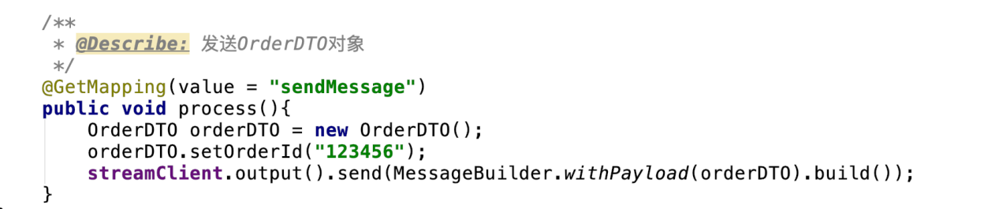 /**
 * @Describe: 发送OrderDTO对象
 */
@GetMapping(value = "sendMessage")
public void process(){
    OrderDTO orderDTO = new OrderDTO();
    orderDTO.setOrderId("123456");
    streamClient.output().send(MessageBuilder.withPayload(orderDTO).build());
}